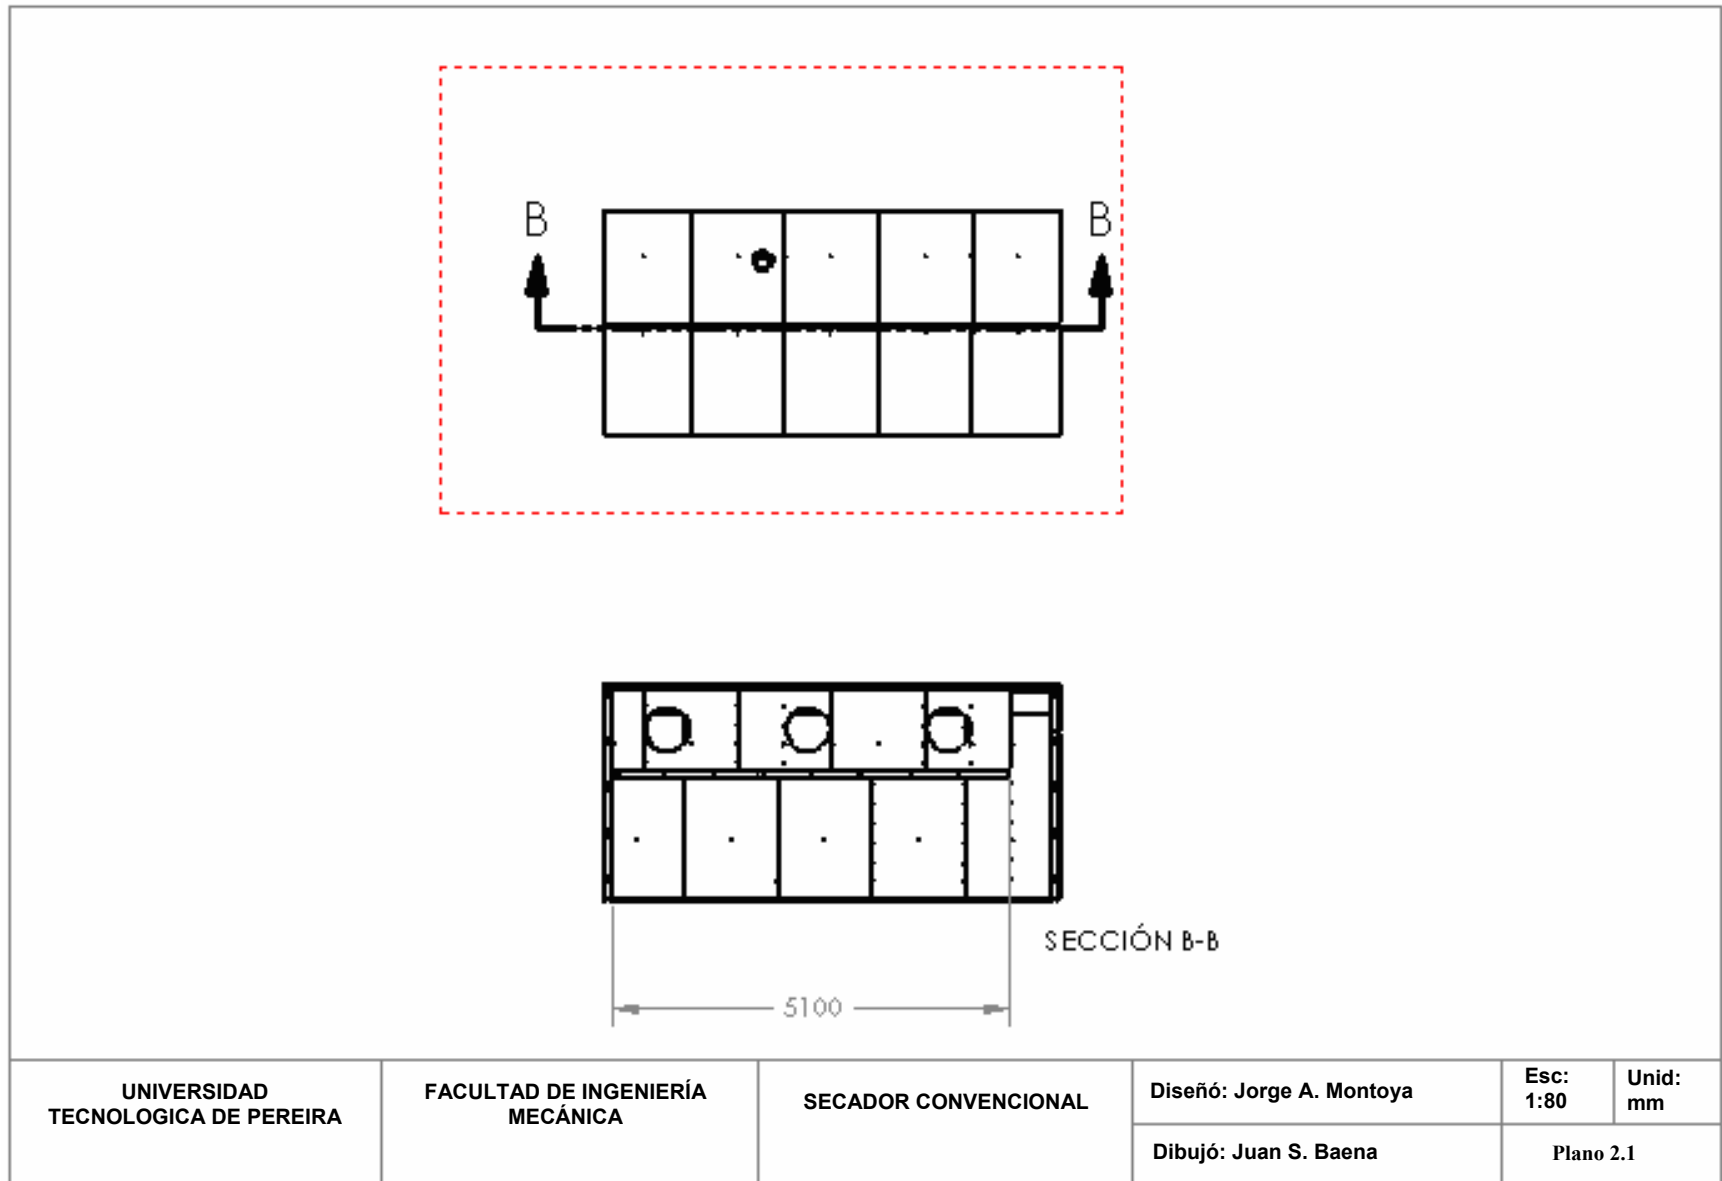 B
B
SECCIÓN B-B
5100
UNIVERSIDAD
TECNOLOGICA DE PEREIRA
FACULTAD DE INGENIERÍA
MECÁNICA
SECADOR CONVENCIONAL
Diseñó: Jorge A. Montoya
Esc:
1:80
Unid:
mm
Dibujó: Juan S. Baena
Plano 2.1